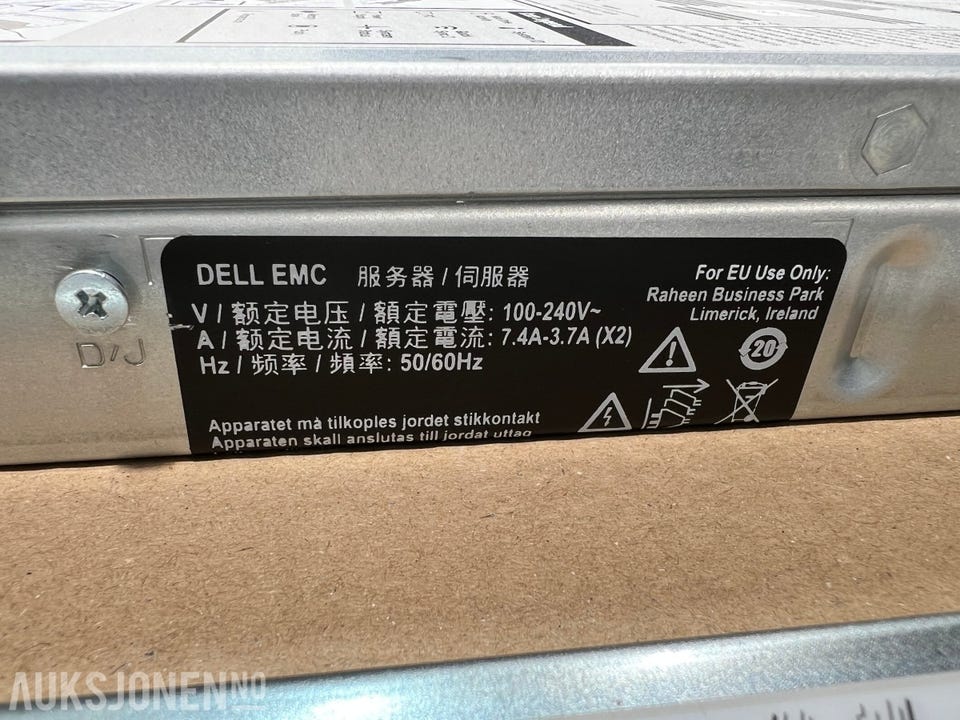 DELL EMC 服务器 / 伺服器
V / 额定电压 / 額定電壓: 100-240V~
A / 额定电流 / 額定電流: 7.4A-3.7A (X2)
Hz / 频率 / 頻率: 50/60Hz
Apparatet må tilkoples jordet stikkontakt
Apparaten skall anslutas till jordat uttag
For EU Use Only:
Raheen Business Park
Limerick, Ireland
20
D/J
AUKSJONEN.NO